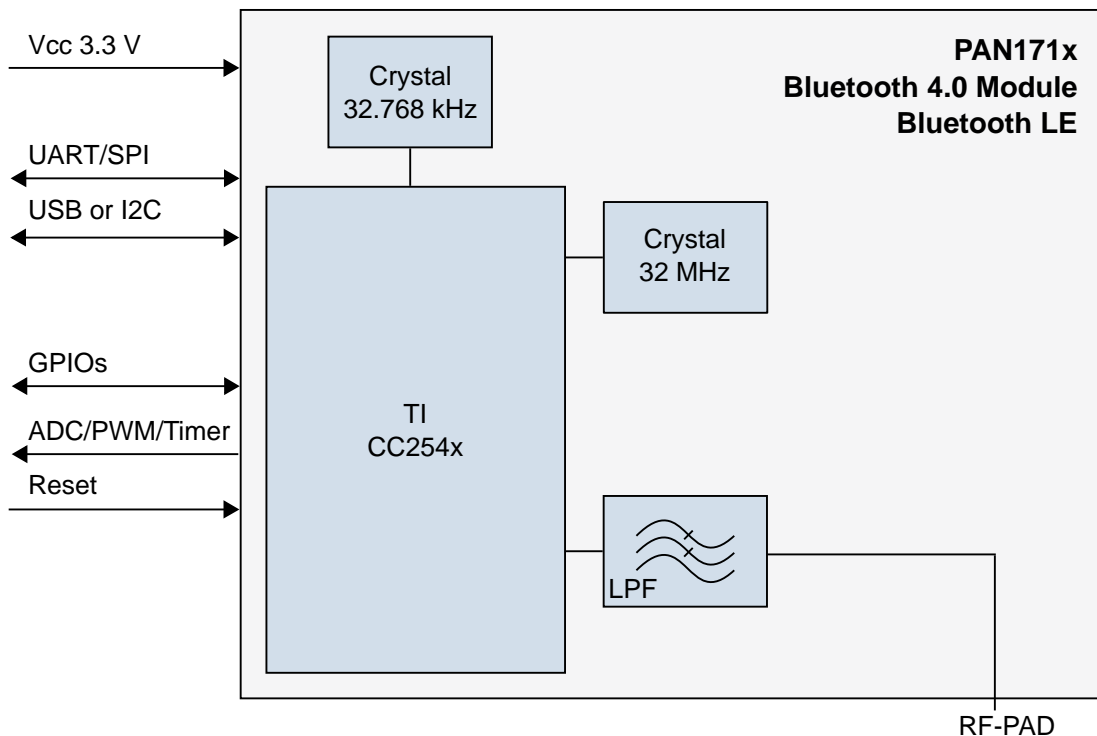 Vcc 3.3 V
UART/SPI
USB or I2C
GPIOs
ADC/PWM/Timer
Reset
Crystal
32.768 kHz
PAN171x
Bluetooth 4.0 Module
Bluetooth LE
Crystal
32 MHz
TI
CC254x
LPF
RF-PAD